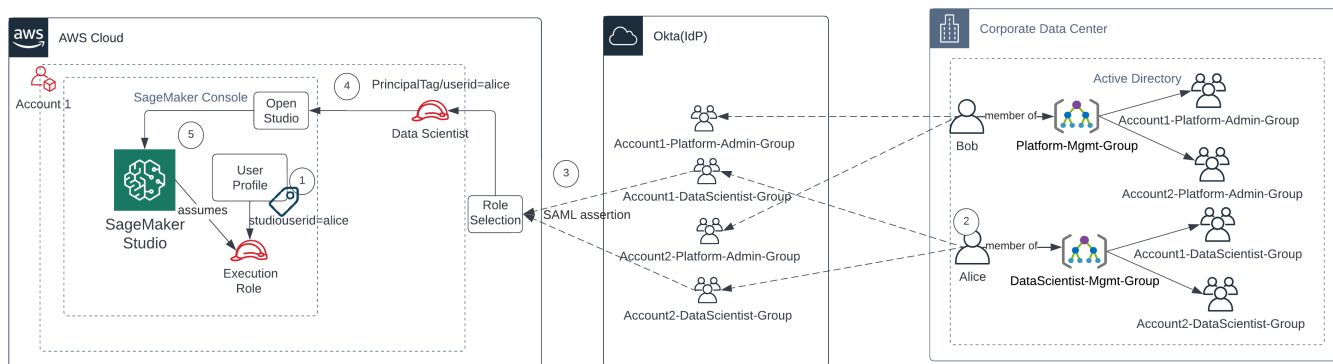 aws
AWS Cloud
Account 1
SageMaker Console
Open
Studio
4
PrincipalTag/userid=alice
Data Scientist
5
User
Profile
1
studiouserid=alice
assumes
SageMaker
Studio
Execution
Role
Role
Selection
3
SAML assertion
Okta(IdP)
Account1-Platform-Admin-Group
Account1-DataScientist-Group
Account2-Platform-Admin-Group
Account2-DataScientist-Group
Corporate Data Center
Active Directory
Bob
member of
Platform-Mgmt-Group
Account1-Platform-Admin-Group
Account2-Platform-Admin-Group
2
Alice
member of
DataScientist-Mgmt-Group
Account1-DataScientist-Group
Account2-DataScientist-Group